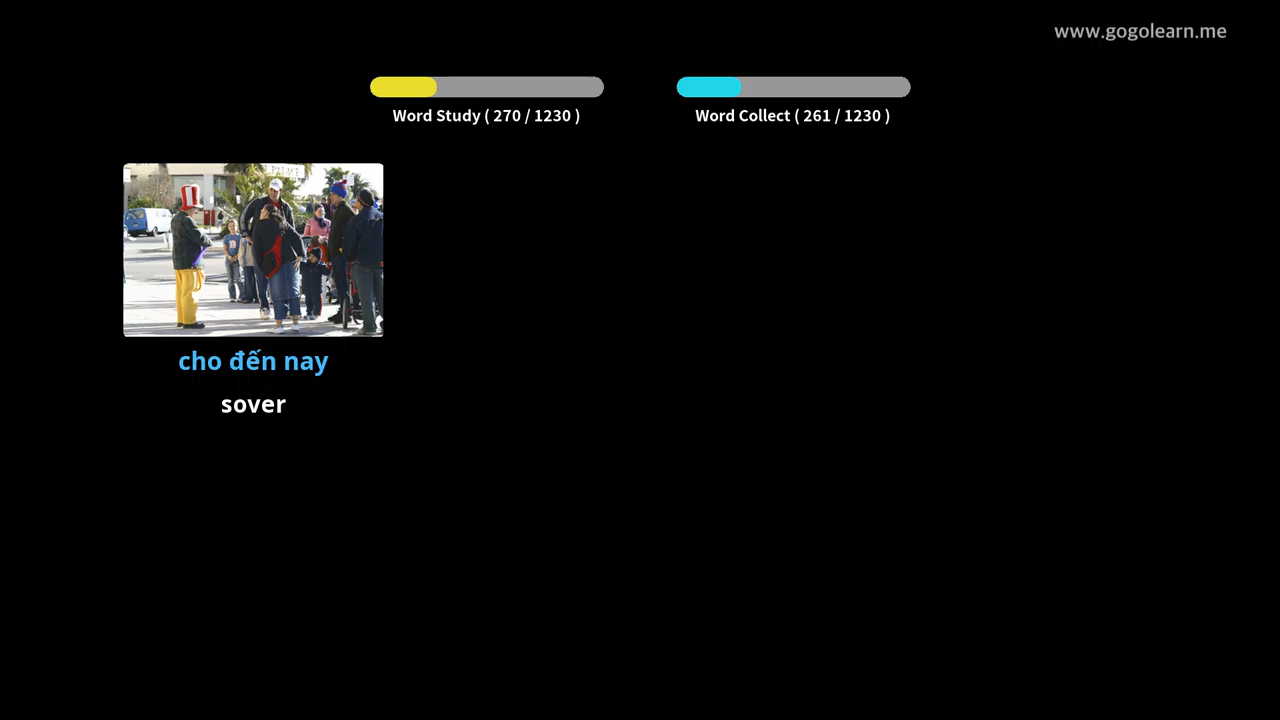 www.gogolearn.me
Word Study ( 270 / 1230 )
Word Collect ( 261 / 1230 )
cho đến nay
sover